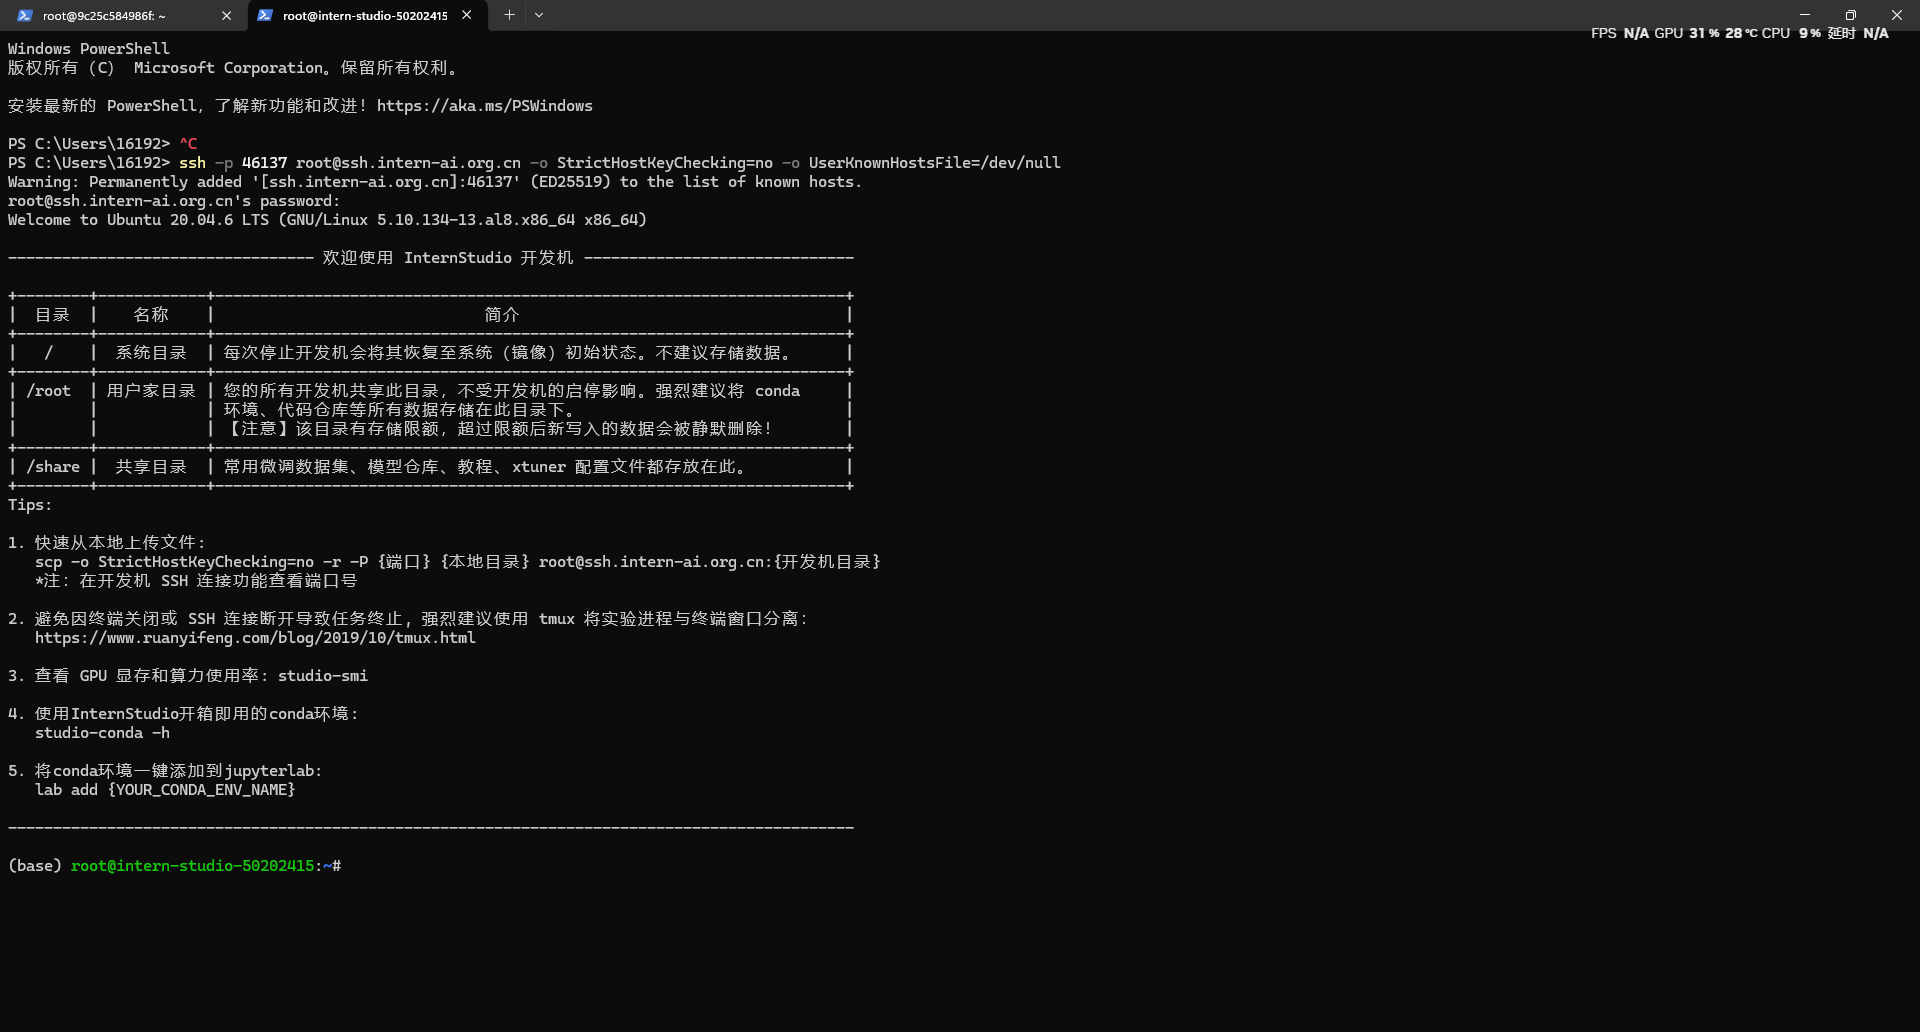 root@9c25c584986f: ~
root@intern-studio-50202415
FPS N/A GPU 31 % 28 °C CPU 9 % 延时 N/A
Windows PowerShell
版权所有（C） Microsoft Corporation。保留所有权利。
安装最新的 PowerShell，了解新功能和改进！https://aka.ms/PSWindows
PS C:\Users\16192> ^C
PS C:\Users\16192> ssh -p 46137 root@ssh.intern-ai.org.cn -o StrictHostKeyChecking=no -o UserKnownHostsFile=/dev/null
Warning: Permanently added '[ssh.intern-ai.org.cn]:46137' (ED25519) to the list of known hosts.
root@ssh.intern-ai.org.cn's password:
Welcome to Ubuntu 20.04.6 LTS (GNU/Linux 5.10.134-13.al8.x86_64 x86_64)
---------------------------------- 欢迎使用 InternStudio 开发机 ------------------------------
+--------+------------+----------------------------------------------------------------------+
| 目录 | 名称 | 简介 |
+--------+------------+----------------------------------------------------------------------+
| / | 系统目录 | 每次停止开发机会将其恢复至系统（镜像）初始状态。不建议存储数据。 |
+--------+------------+----------------------------------------------------------------------+
| /root | 用户家目录 | 您的所有开发机共享此目录，不受开发机的启停影响。强烈建议将 conda |
| | | 环境、代码仓库等所有数据存储在此目录下。 |
| | | 【注意】该目录有存储限额，超过限额后新写入的数据会被静默删除！ |
+--------+------------+----------------------------------------------------------------------+
| /share | 共享目录 | 常用微调数据集、模型仓库、教程、xtuner 配置文件都存放在此。 |
+--------+------------+----------------------------------------------------------------------+
Tips:
1. 快速从本地上传文件：
scp -o StrictHostKeyChecking=no -r -P {端口} {本地目录} root@ssh.intern-ai.org.cn:{开发机目录}
*注：在开发机 SSH 连接功能查看端口号
2. 避免因终端关闭或 SSH 连接断开导致任务终止，强烈建议使用 tmux 将实验进程与终端窗口分离：
https://www.ruanyifeng.com/blog/2019/10/tmux.html
3. 查看 GPU 显存和算力使用率：studio-smi
4. 使用InternStudio开箱即用的conda环境：
studio-conda -h
5. 将conda环境一键添加到jupyterlab:
lab add {YOUR_CONDA_ENV_NAME}
----------------------------------------------------------------------------------------------
(base) root@intern-studio-50202415:~#